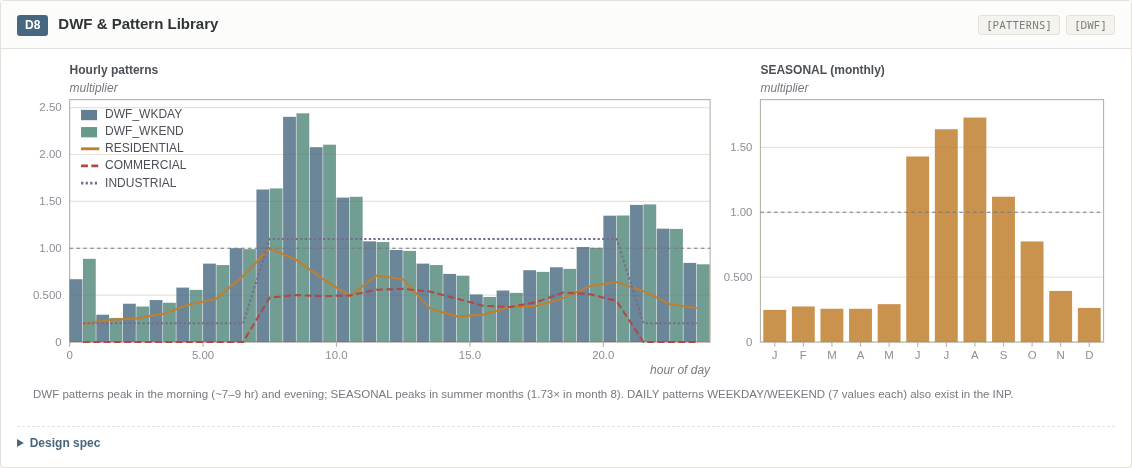 D8 DWF & Pattern Library [PATTERNS] [DWF]
Hourly patterns
multiplier
2.50
2.00
1.50
1.00
0.500
0
DWF_WKDAY
DWF_WKEND
RESIDENTIAL
COMMERCIAL
INDUSTRIAL
0 5.00 10.0 15.0 20.0
hour of day
SEASONAL (monthly)
multiplier
1.50
1.00
0.500
0
J F M A M J J A S O N D
DWF patterns peak in the morning (~7–9 hr) and evening; SEASONAL peaks in summer months (1.73× in month 8). DAILY patterns WEEKDAY/WEEKEND (7 values each) also exist in the INP.
Design spec